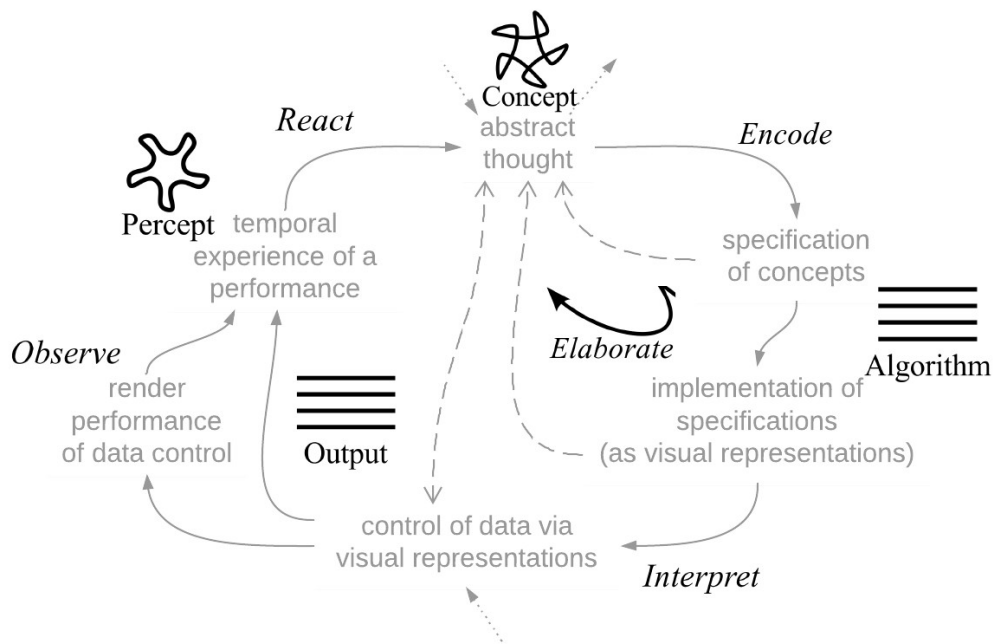 Concept
abstract
thought
React
Encode
Percept
temporal
experience of a
performance
specification
of concepts
Elaborate
Algorithm
Observe
render
performance
of data control
Output
implementation of
specifications
(as visual representations)
control of data via
visual representations
Interpret